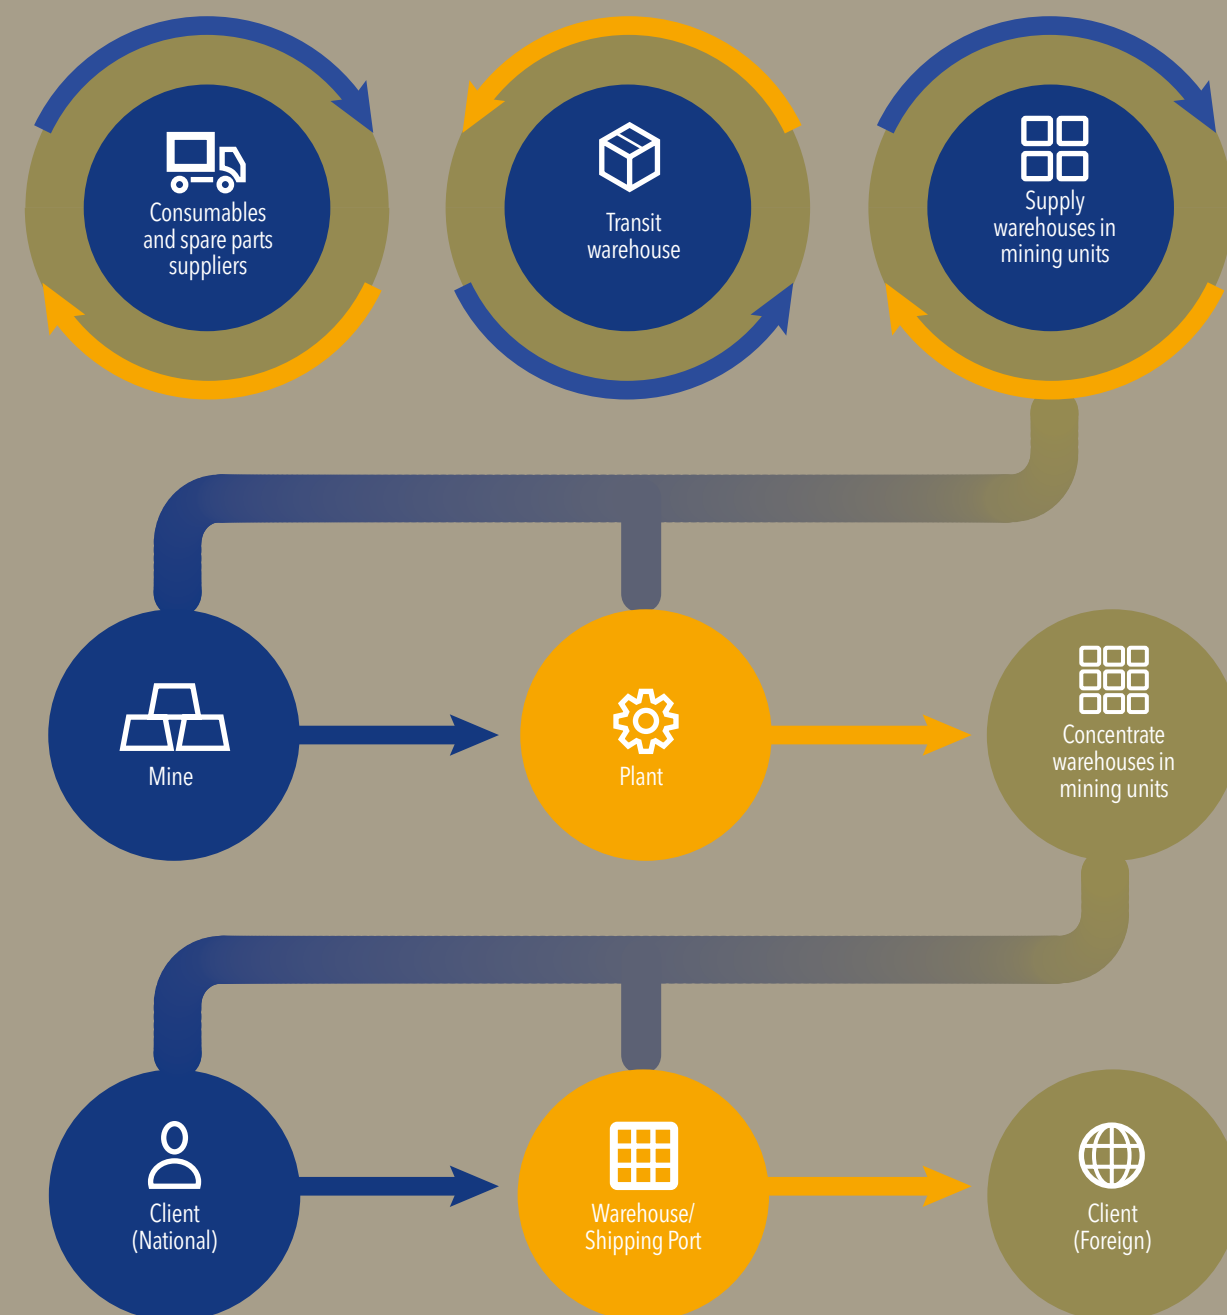 Consumables
and spare parts
suppliers
Transit
warehouse
Supply
warehouses in
mining units
Mine
Plant
Concentrate
warehouses in
mining units
Client
(National)
Warehouse/
Shipping Port
Client
(Foreign)